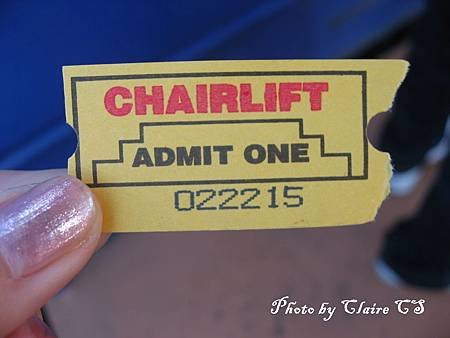 CHAIRLIFT
ADMIT ONE
022215
Photo by Claire CS